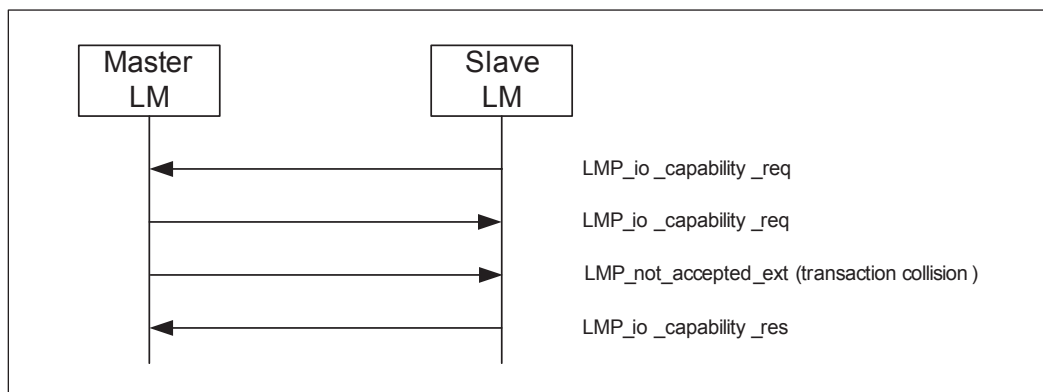 Master
LM
Slave
LM
LMP_io _capability _req
LMP_io _capability _req
LMP_not_accepted_ext (transaction collision )
LMP_io _capability _res